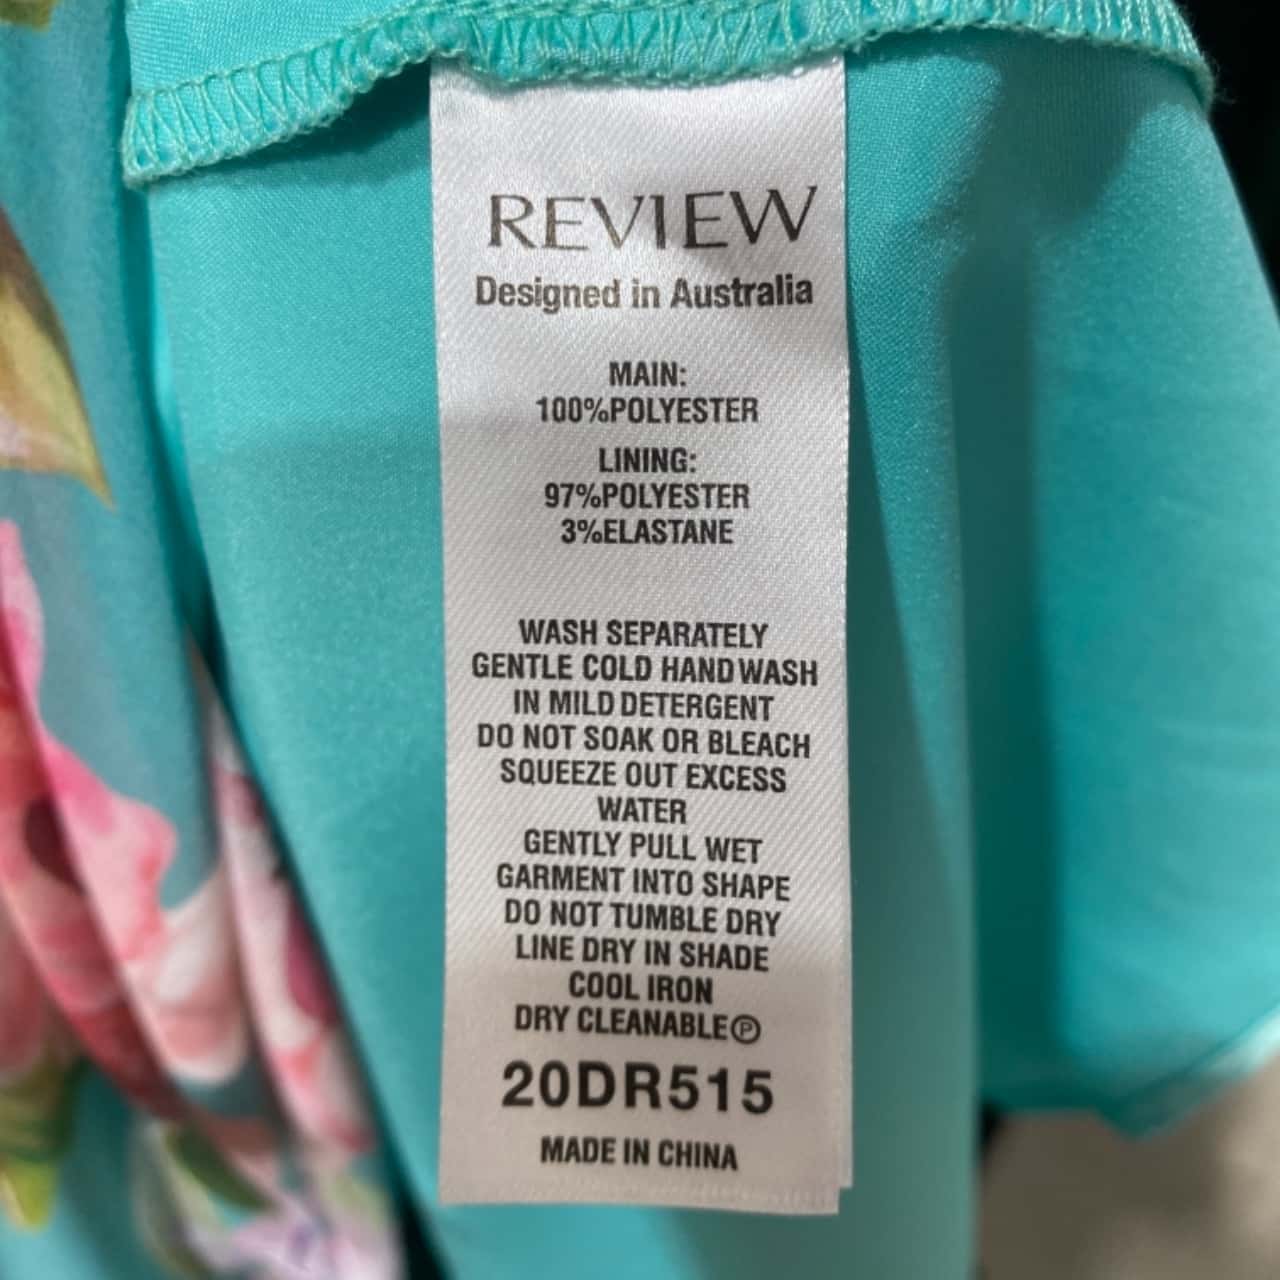 REVIEW
Designed in Australia
MAIN:
100%POLYESTER
LINING:
97%POLYESTER
3%ELASTANE
WASH SEPARATELY
GENTLE COLD HAND WASH
IN MILD DETERGENT
DO NOT SOAK OR BLEACH
SQUEEZE OUT EXCESS
WATER
GENTLY PULL WET
GARMENT INTO SHAPE
DO NOT TUMBLE DRY
LINE DRY IN SHADE
COOL IRON
DRY CLEANABLEⓅ
20DR515
MADE IN CHINA